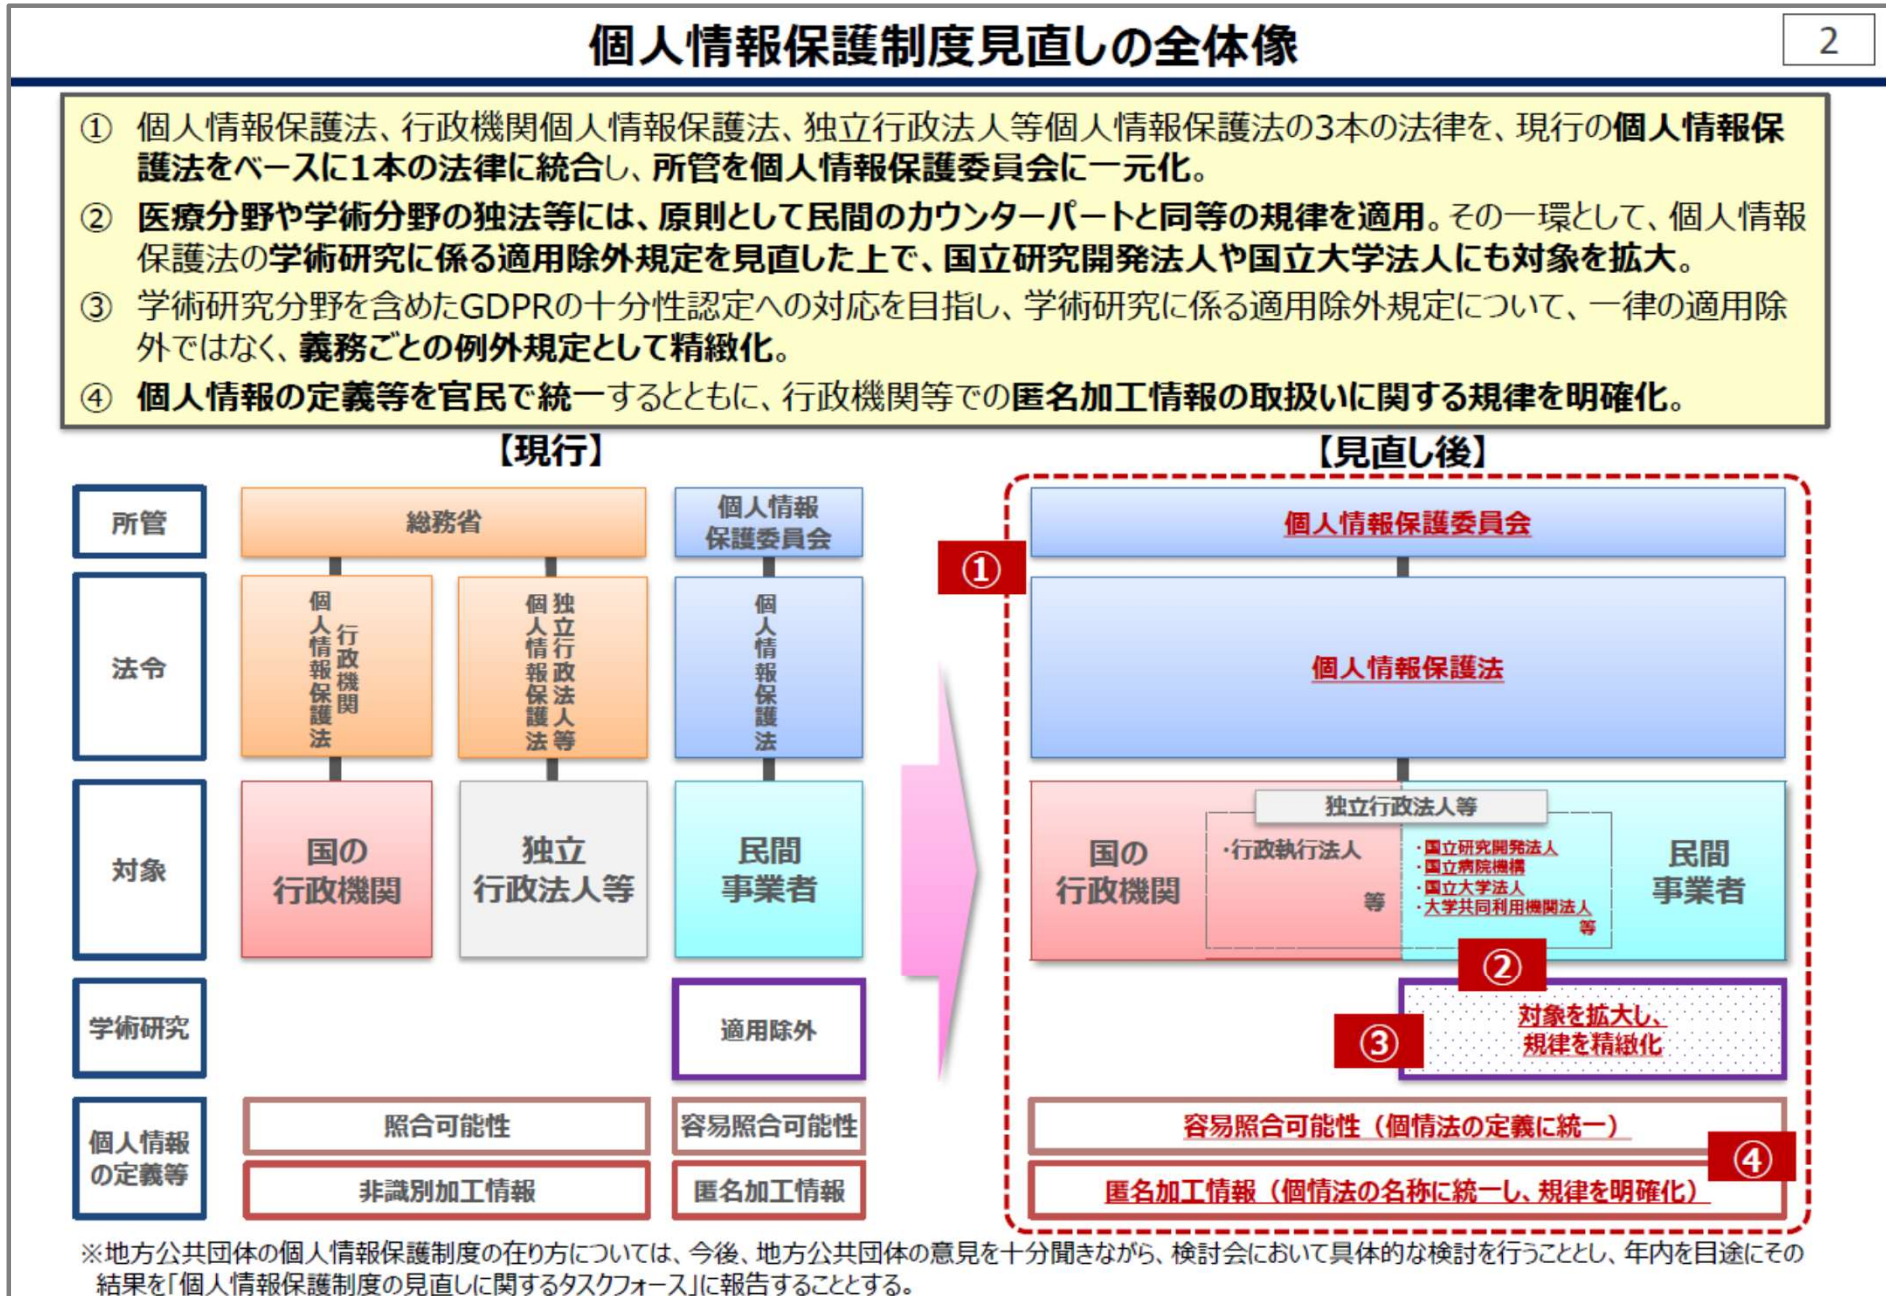 個人情報保護制度見直しの全体像
2
① 個人情報保護法、行政機関個人情報保護法、独立行政法人等個人情報保護法の3本の法律を、現行の個人情報保
護法をベースに1本の法律に統合し、所管を個人情報保護委員会に一元化。
② 医療分野や学術分野の独法等には、原則として民間のカウンターパートと同等の規律を適用。その一環として、個人情報
保護法の学術研究に係る適用除外規定を見直した上で、国立研究開発法人や国立大学法人にも対象を拡大。
③ 学術研究分野を含めたGDPRの十分性認定への対応を目指し、学術研究に係る適用除外規定について、一律の適用除
外ではなく、義務ごとの例外規定として精緻化。
④ 個人情報の定義等を官民で統一するとともに、行政機関等での匿名加工情報の取扱いに関する規律を明確化。
【現行】
所管
総務省
個人情報
保護委員会
法令
行政機関
個人情報保護法
独立行政法人等
個人情報保護法
個人情報保護法
対象
国の
行政機関
独立
行政法人等
民間
事業者
学術研究
適用除外
個人情報
の定義等
照合可能性
容易照合可能性
非識別加工情報
匿名加工情報
【見直し後】
①
個人情報保護委員会
個人情報保護法
独立行政法人等
国の
行政機関
・行政執行法人
等
・国立研究開発法人
・国立病院機構
・国立大学法人
・大学共同利用機関法人
等
民間
事業者
②
③
対象を拡大し、
規律を精緻化
容易照合可能性（個情法の定義に統一）
④
匿名加工情報（個情法の名称に統一し、規律を明確化）
※地方公共団体の個人情報保護制度の在り方については、今後、地方公共団体の意見を十分聞きながら、検討会において具体的な検討を行うこととし、年内を目途にその
結果を「個人情報保護制度の見直しに関するタスクフォース」に報告することとする。